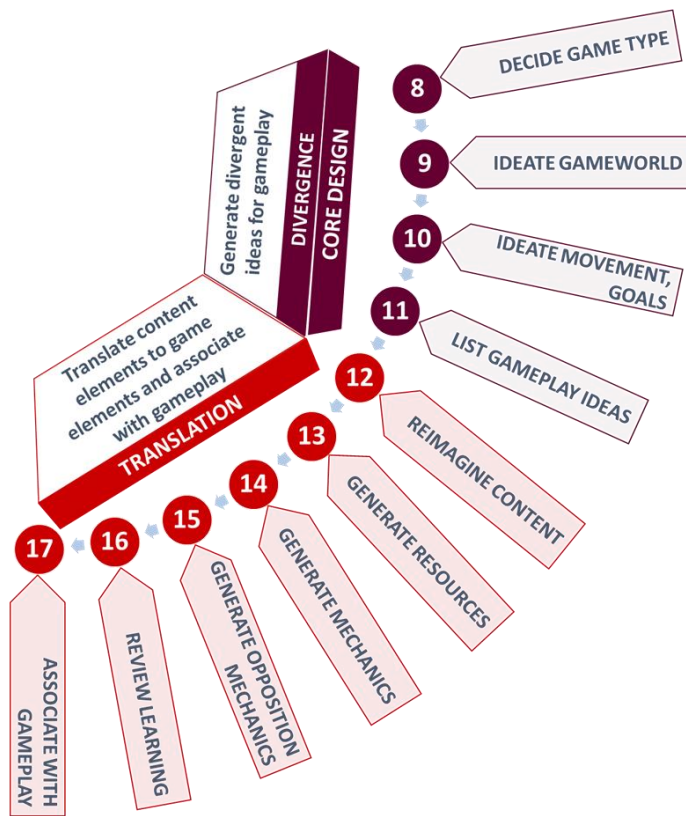 Generate divergent
ideas for gameplay
DIVERGENCE
CORE DESIGN
8
DECIDE GAME TYPE
9
IDEATE GAMEWORLD
10
IDEATE MOVEMENT,
GOALS
11
LIST GAMEPLAY IDEAS
Translate content
elements to game
elements and associate
with gameplay
TRANSLATION
12
REIMAGINE CONTENT
13
GENERATE RESOURCES
14
GENERATE MECHANICS
15
GENERATE OPPOSITION
MECHANICS
16
REVIEW LEARNING
17
ASSOCIATE WITH
GAMEPLAY